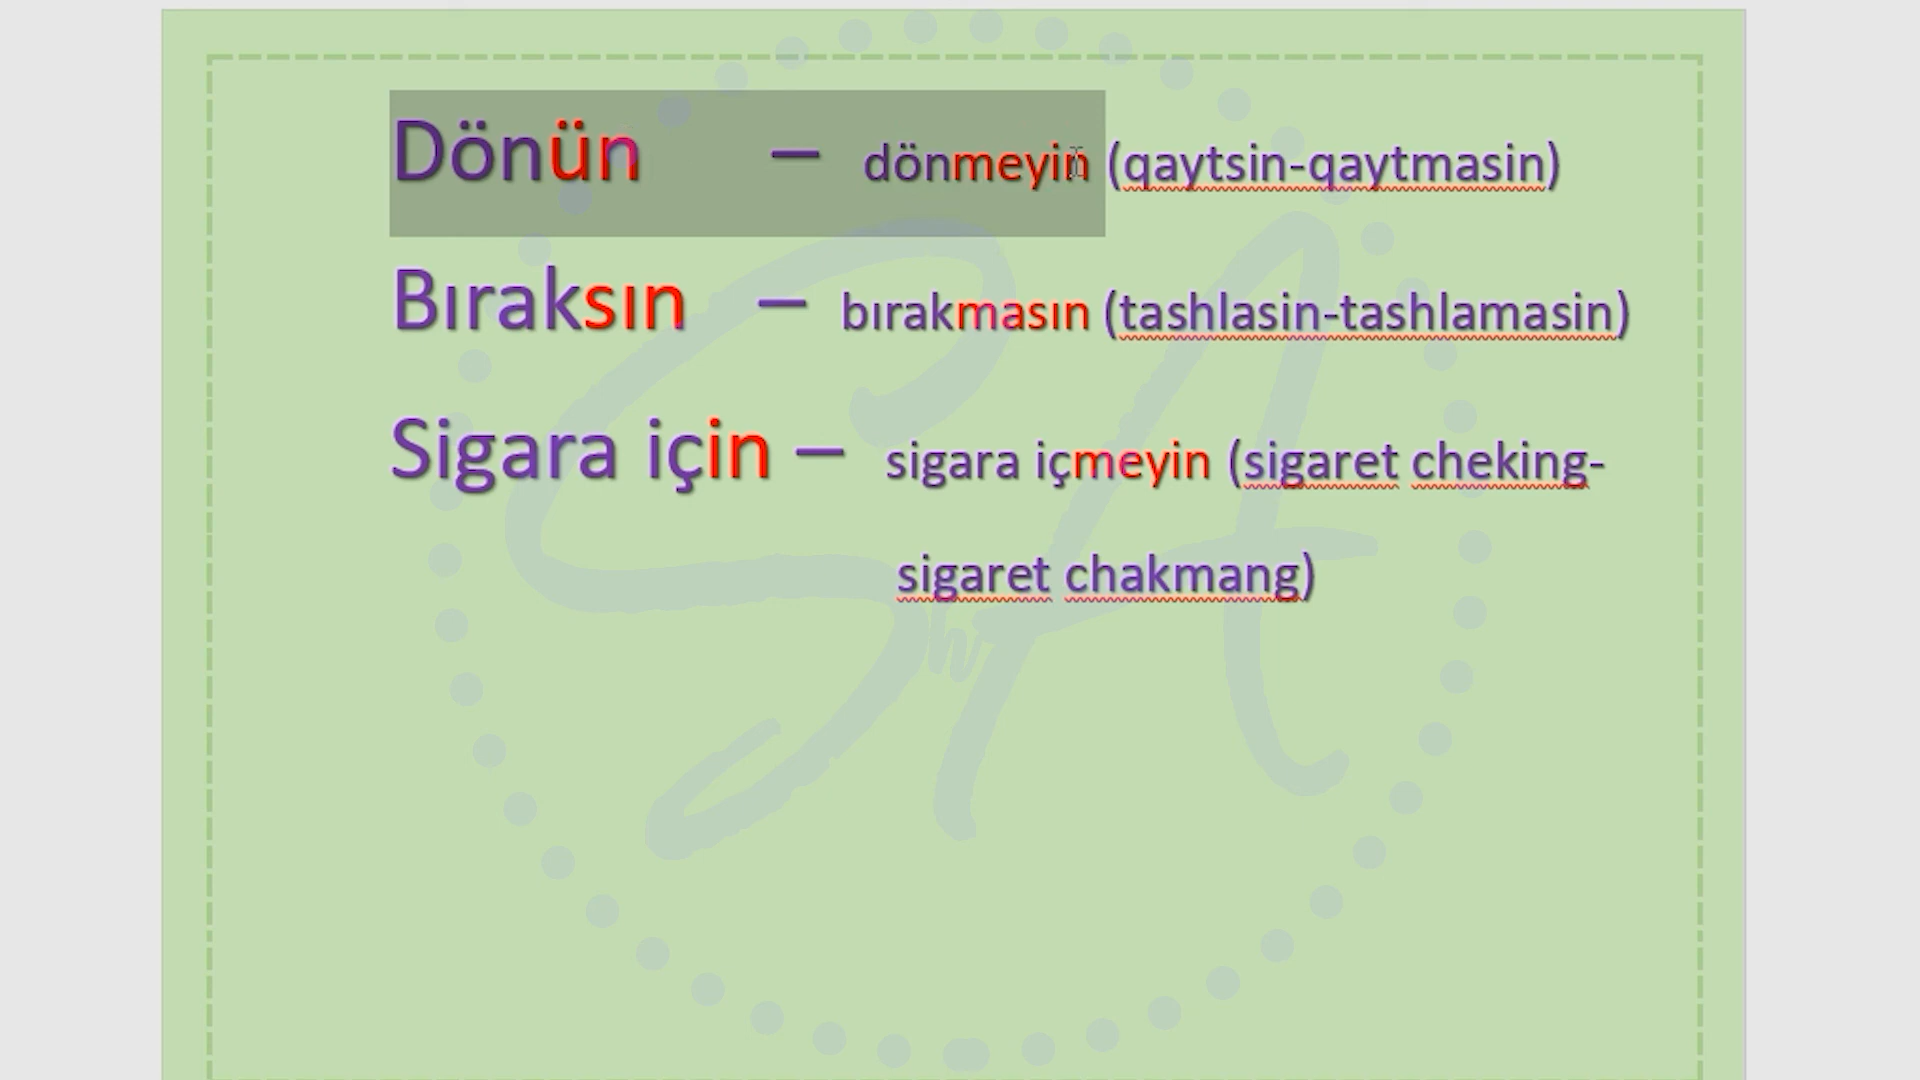 Dönün – dönmeyin (qaytsin-qaytmasin)
Bıraksın – bırakmasın (tashlasin-tashlamasin)
Sigara için – sigara içmeyin (sigaret cheking-
sigaret chakmang)